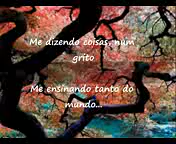 Me dizendo coisas, num
grito
Me ensinando tanto do
mundo...